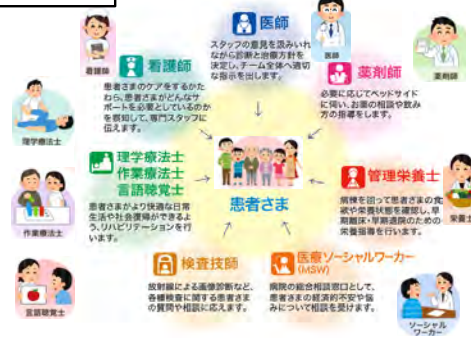 医師
スタッフの意見を汲みいれ
ながら診断と治療方針を
決定し、チーム全体へ適切
な指示を出します。
医師
看護師
看護師
患者さまのケアをするかた
わら、患者さまがどんなサ
ポートを必要としているのか
を察知して、専門スタッフに
伝えます。
薬剤師
必要に応じてベッドサイド
に伺い、お薬の相談や飲み
方の指導をします。
薬剤師
理学療法士
理学療法士
作業療法士
言語聴覚士
患者さまがより快適な日常
生活や社会復帰ができるよ
う、リハビリテーションを行
います。
作業療法士
患者さま
管理栄養士
病棟を回って患者さまの食
欲や栄養状態を確認し、早
期離床・早期退院のための
栄養指導を行います。
栄養士
検査技師
放射線による画像診断など、
各種検査に関する患者さま
の質問や相談に応えます。
言語聴覚士
医療ソーシャルワーカー
(MSW)
病院の総合相談窓口として、
患者さまの経済的不安や悩
みについて相談を受けます。
ソーシャル
ワーカー